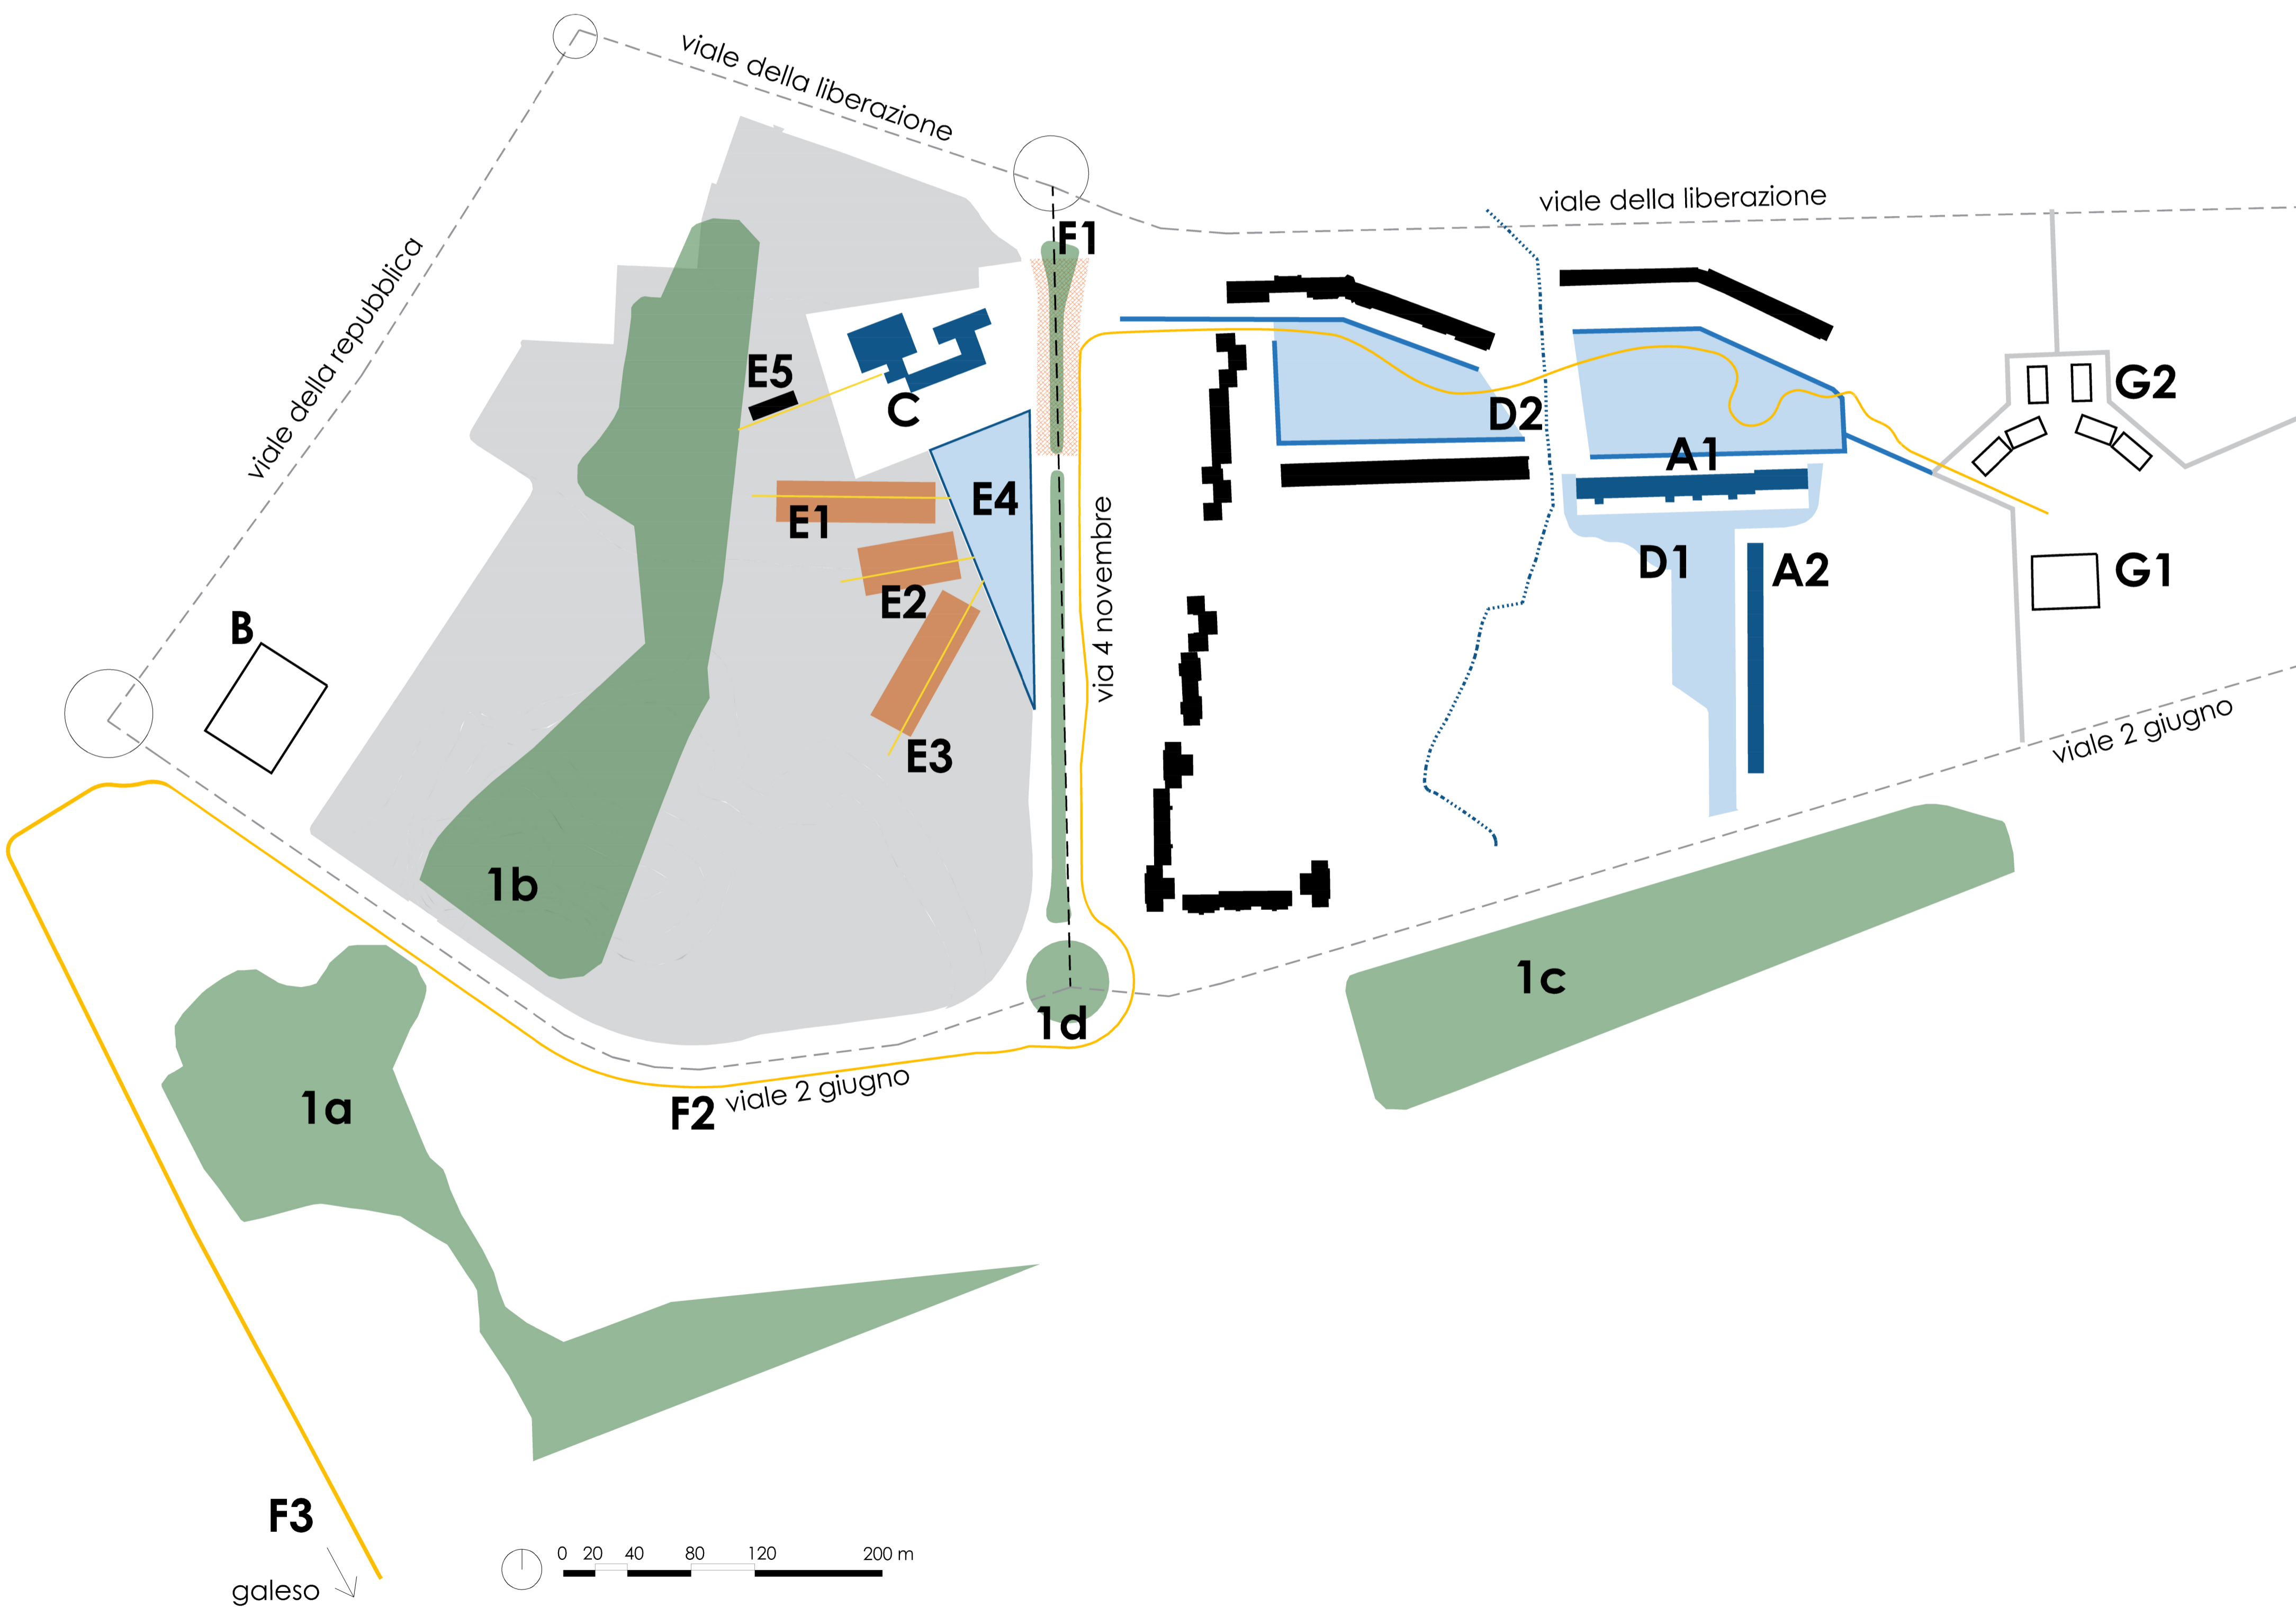 viale della liberazione
viale della liberazione
viale della repubblica
F1
E5
C
D2
G2
A1
E4
E1
D1
A2
G1
E2
via 4 novembre
B
E3
viale 2 giugno
1b
1c
1d
1a
F2
viale 2 giugno
F3
galeso
0 20 40 80 120 200 m